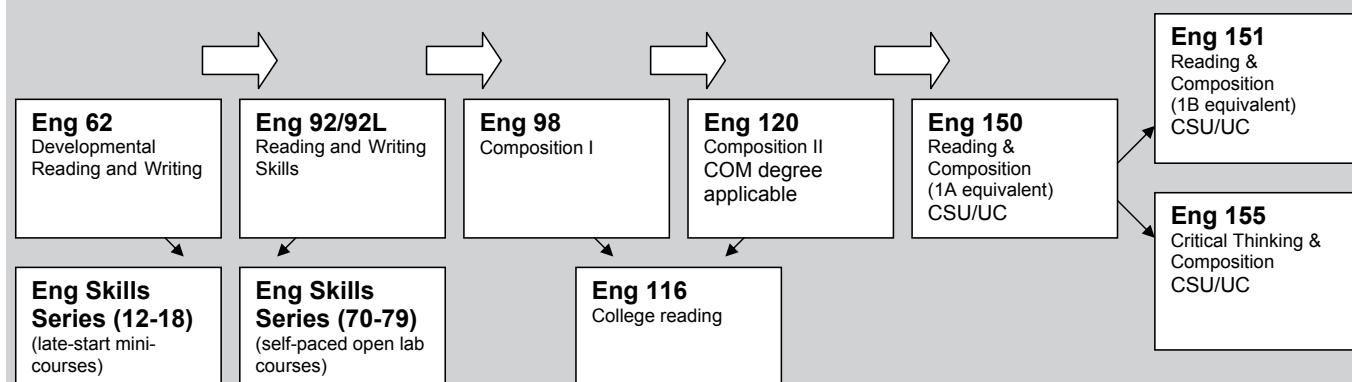 Eng 62
Developmental
Reading and Writing
Eng 92/92L
Reading and Writing
Skills
Eng 98
Composition I
Eng 120
Composition II
COM degree
applicable
Eng 150
Reading &
Composition
(1A equivalent)
CSU/UC
Eng 151
Reading &
Composition
(1B equivalent)
CSU/UC
Eng 155
Critical Thinking &
Composition
CSU/UC
Eng Skills
Series (12-18)
(late-start mini-
courses)
Eng Skills
Series (70-79)
(self-paced open lab
courses)
Eng 116
College reading